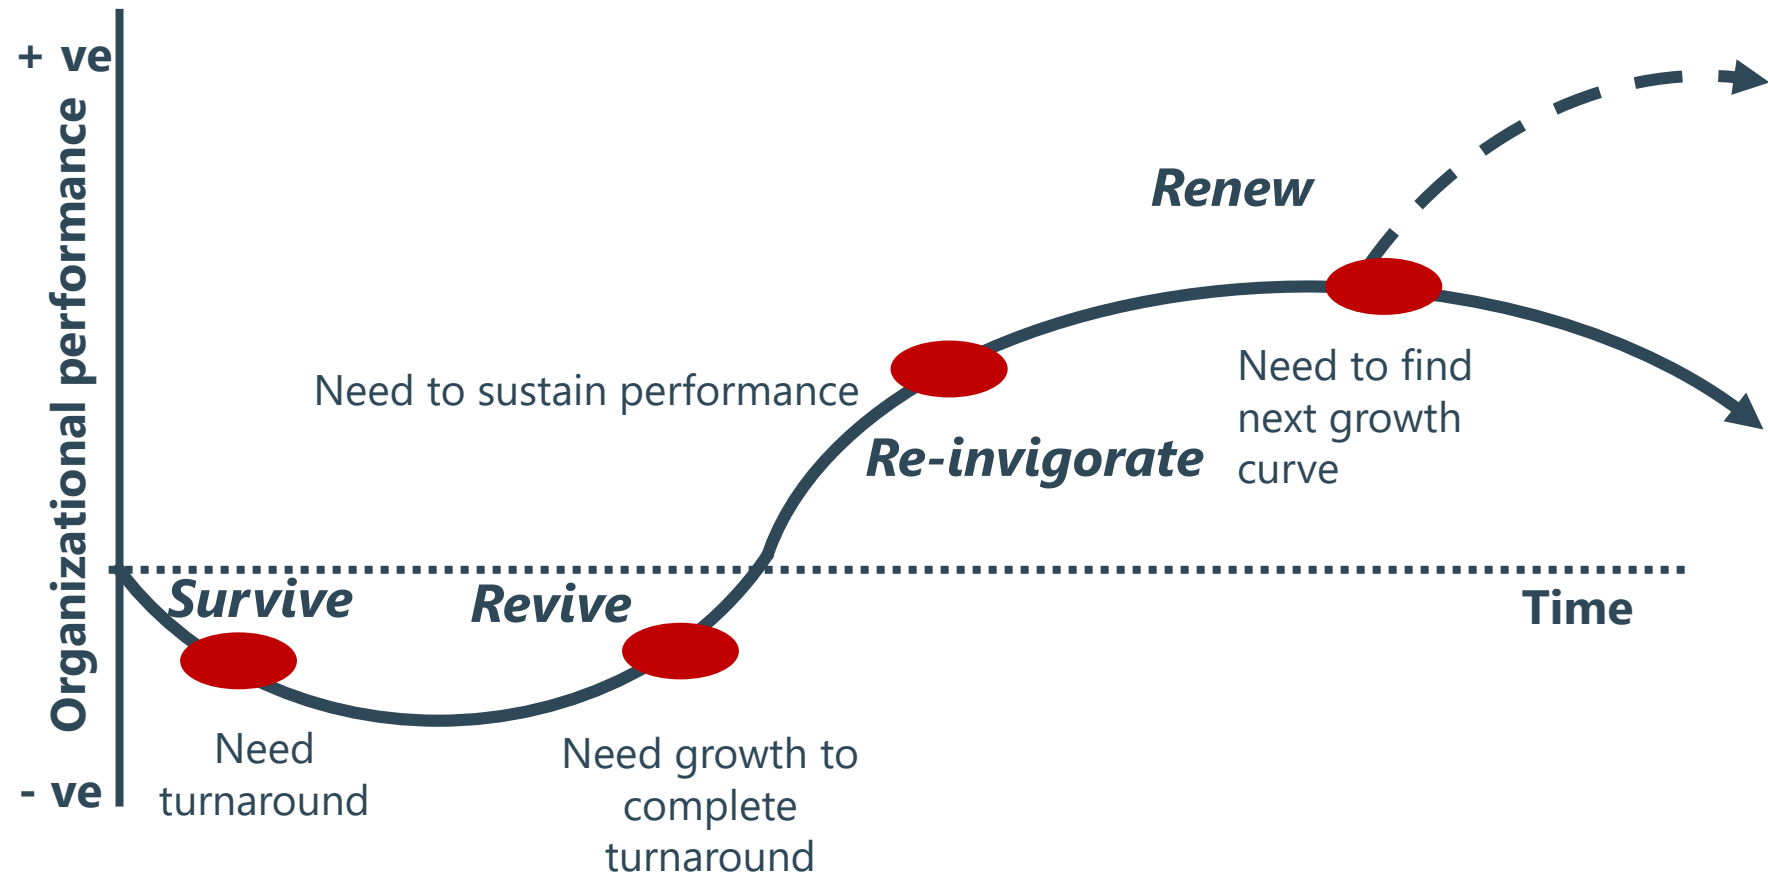 + ve
Organizational performance
- ve
Renew
Need to find
next growth
curve
Need to sustain performance
Re-invigorate
Time
Survive
Need
turnaround
Revive
Need growth to
complete
turnaround